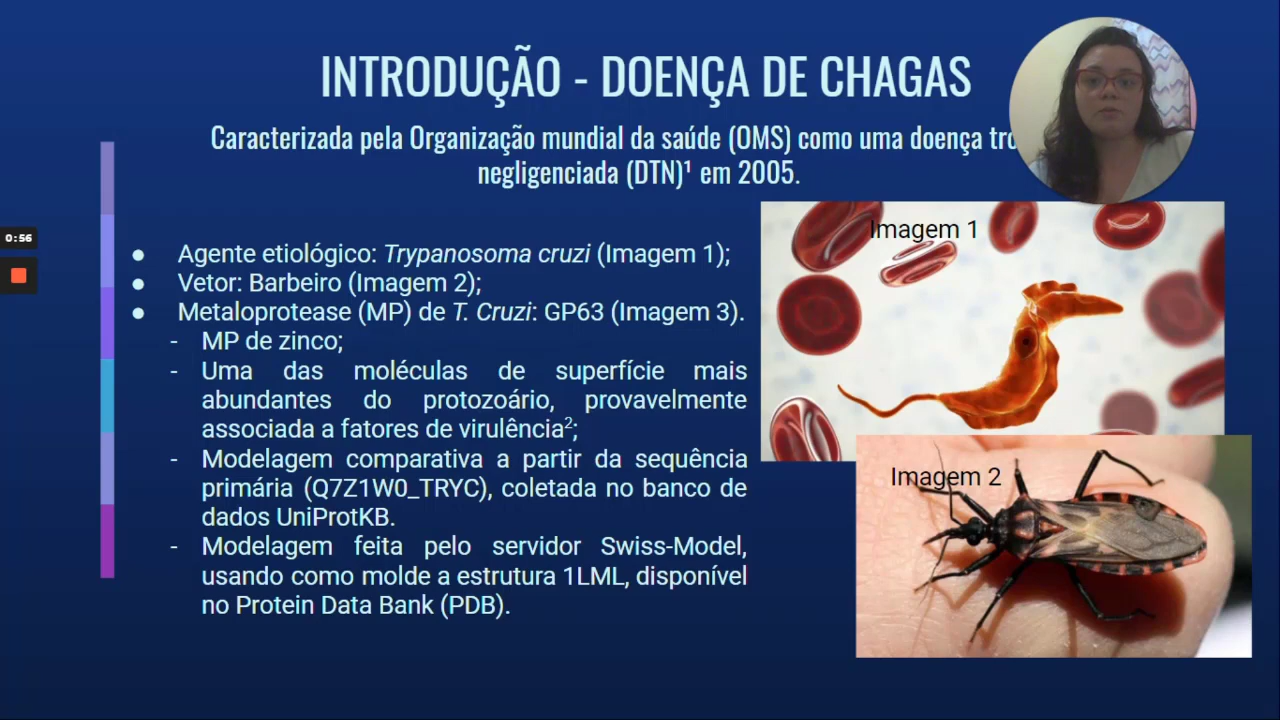 INTRODUÇÃO - DOENÇA DE CHAGAS
Caracterizada pela Organização mundial da saúde (OMS) como uma doença
negligenciada (DTN)¹ em 2005.
0:56
● Agente etiológico: Trypanosoma cruzi (Imagem 1);
● Vetor: Barbeiro (Imagem 2);
● Metaloprotease (MP) de T. Cruzi: GP63 (Imagem 3).
- MP de zinco;
- Uma das moléculas de superfície mais
abundantes do protozoário, provavelmente
associada a fatores de virulência²;
- Modelagem comparativa a partir da sequência
primária (Q7Z1W0_TRYC), coletada no banco de
dados UniProtKB.
- Modelagem feita pelo servidor Swiss-Model,
usando como molde a estrutura 1LML, disponível
no Protein Data Bank (PDB).
Imagem 1
Imagem 2